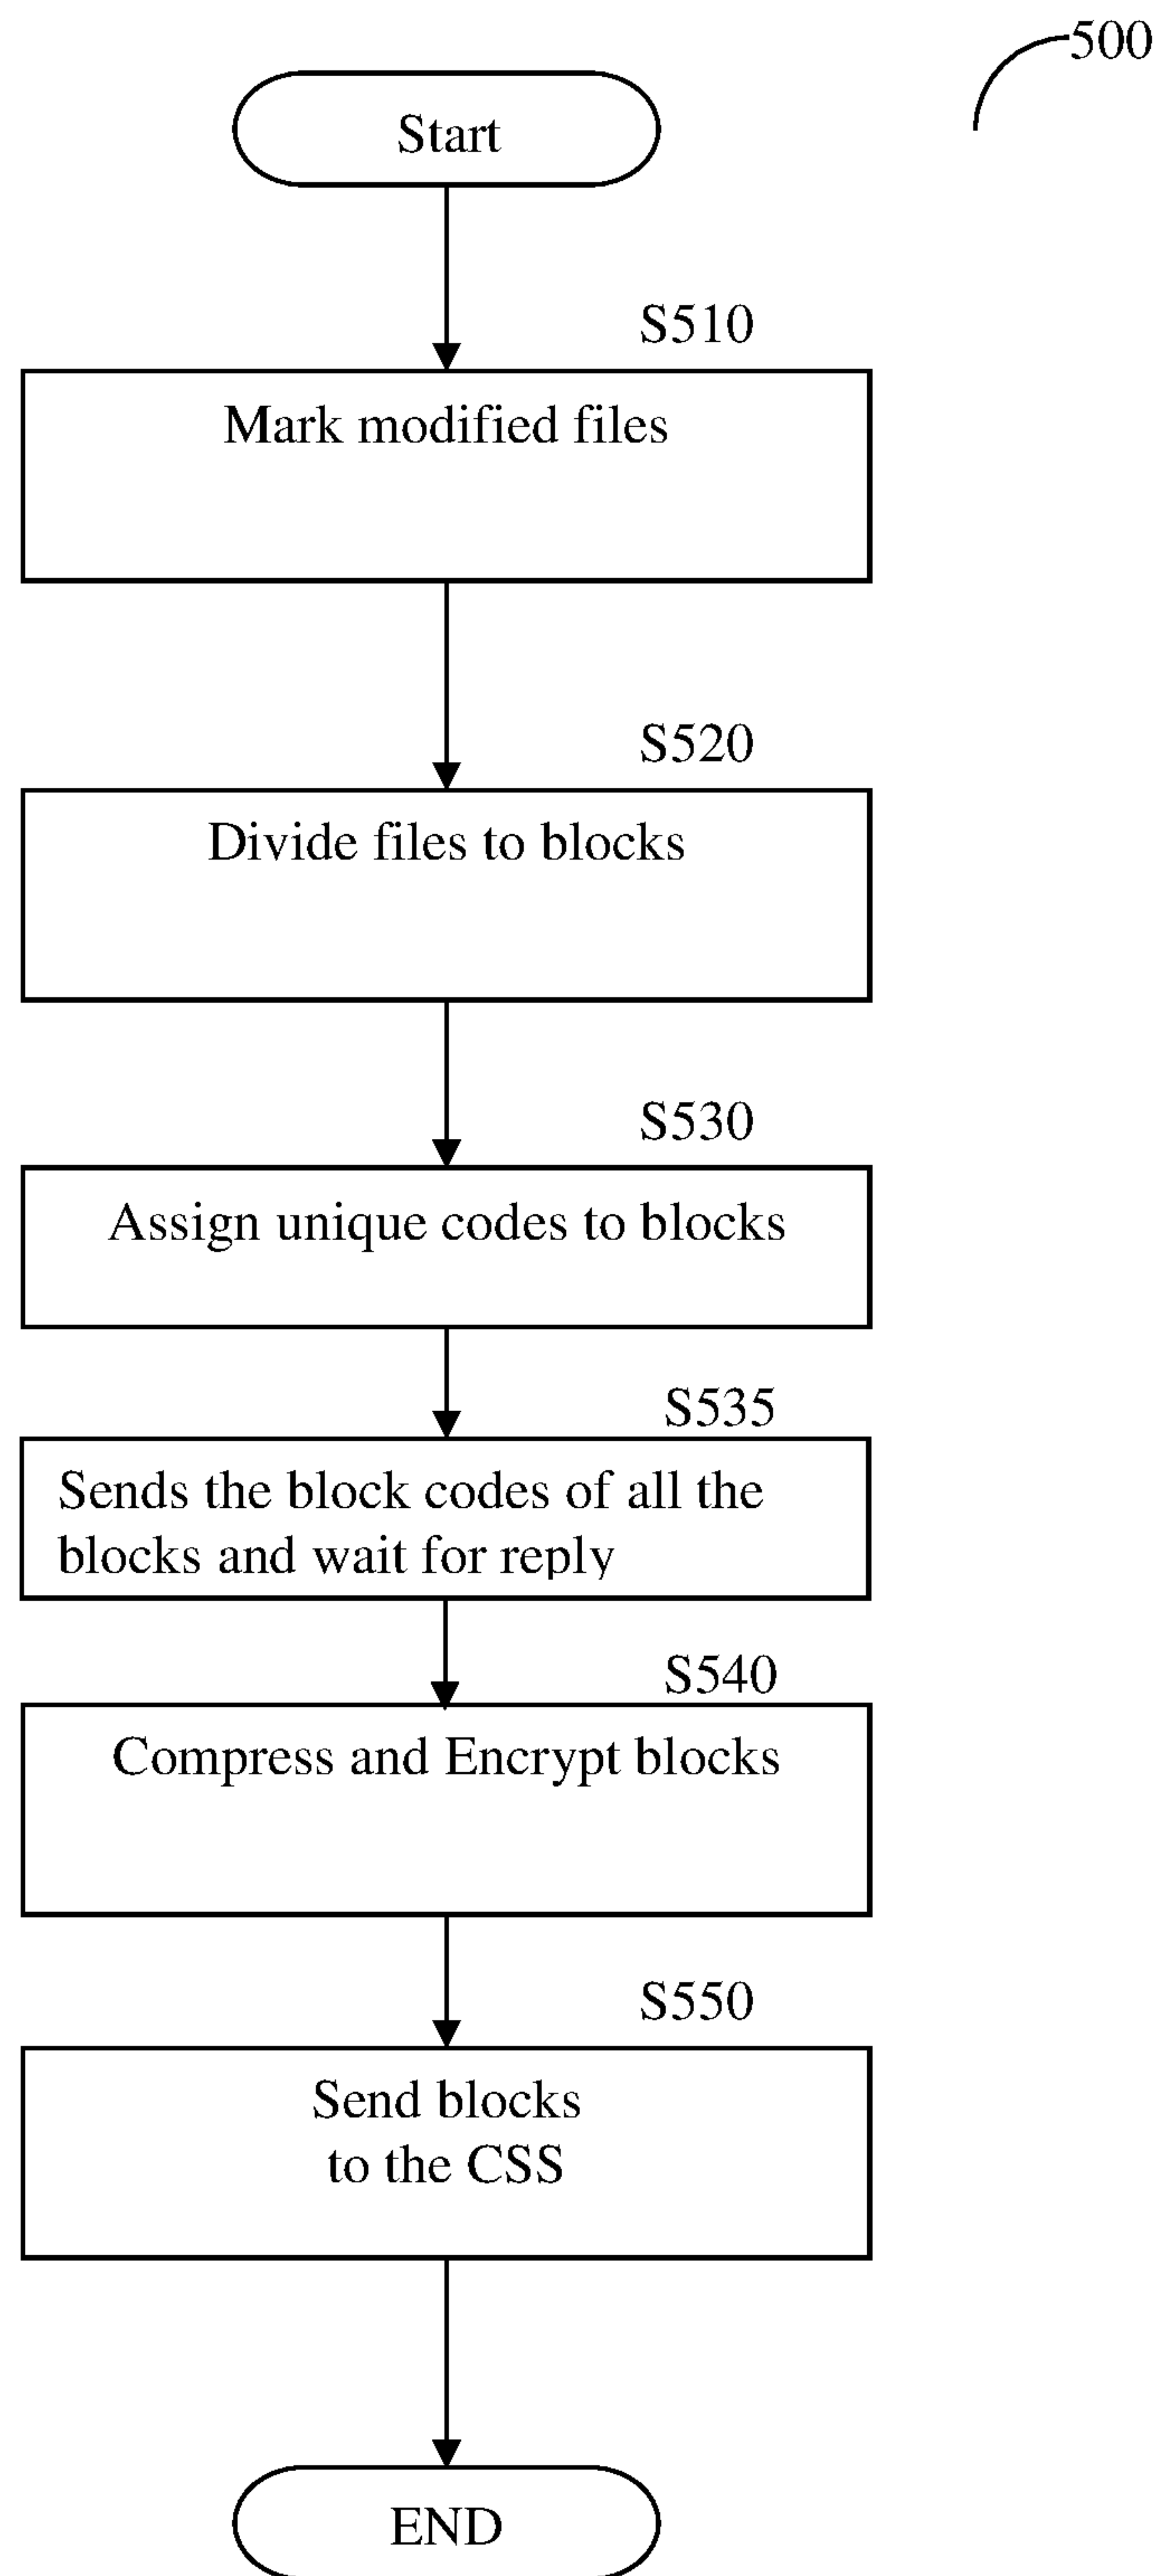 500
Start
S510
Mark modified files
S520
Divide files to blocks
S530
Assign unique codes to blocks
S535
Sends the block codes of all the
blocks and wait for reply
S540
Compress and Encrypt blocks
S550
Send blocks
to the CSS
END